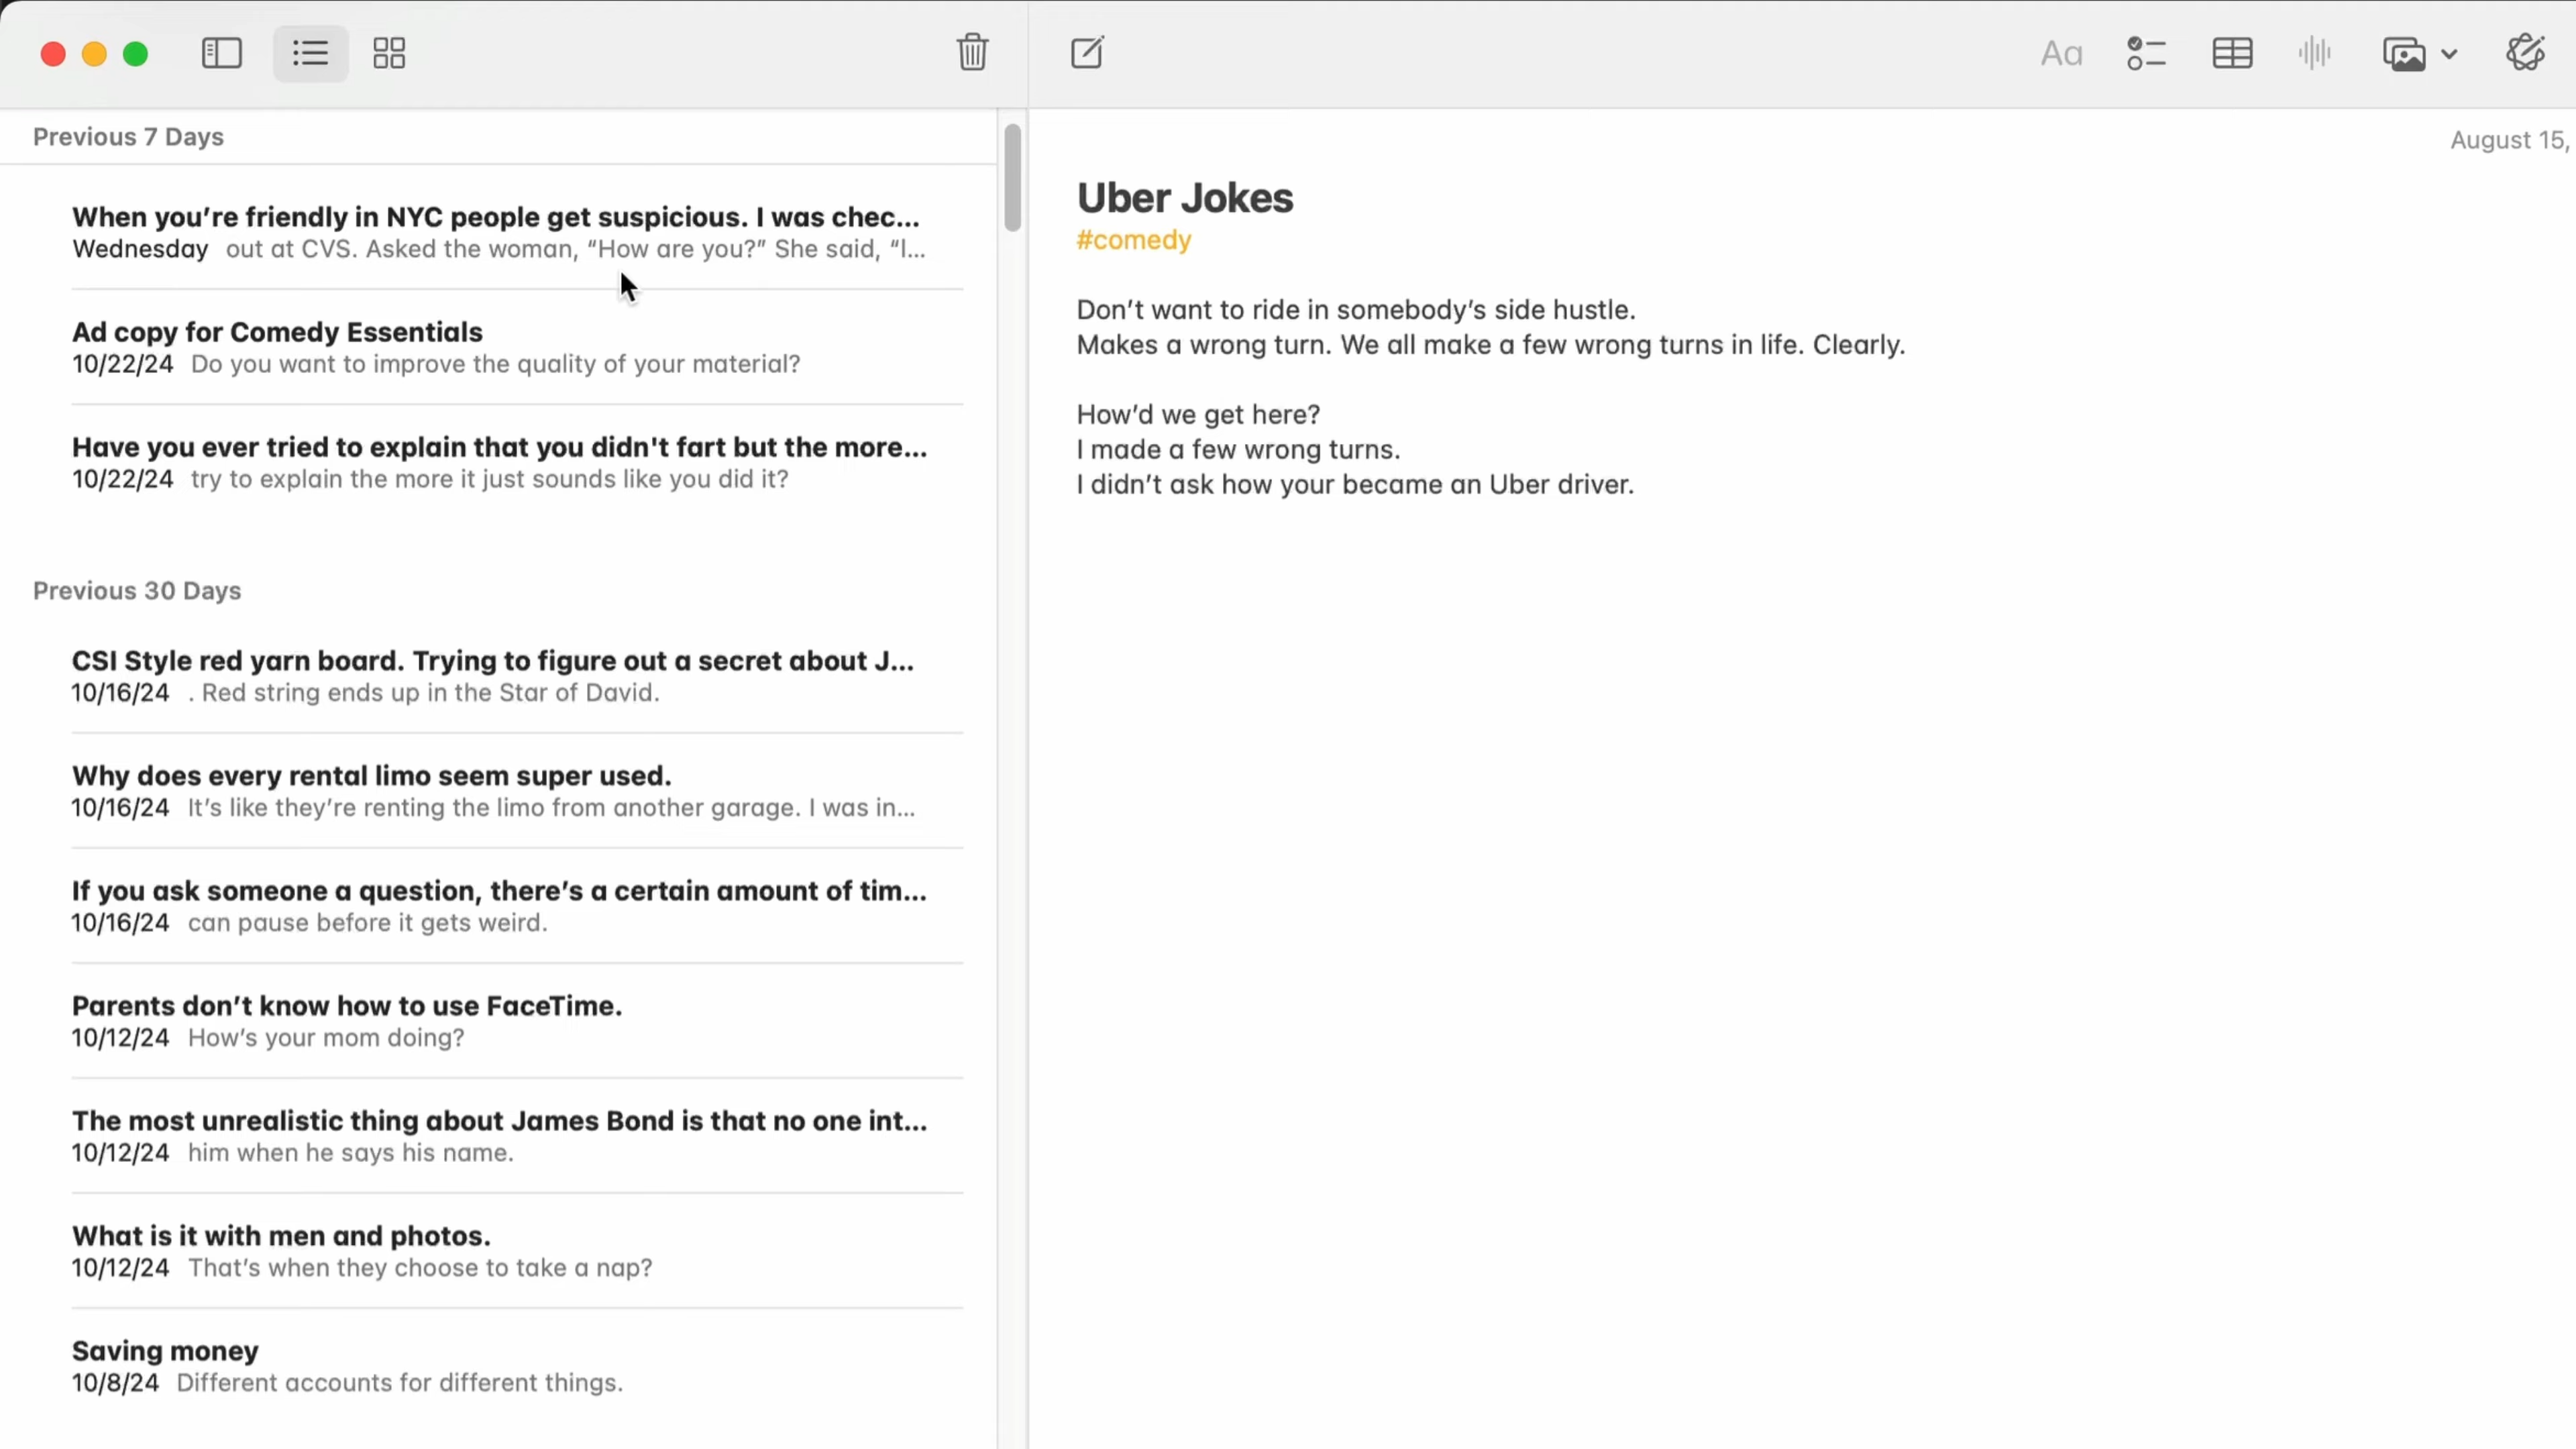 Aa
Previous 7 Days
When you’re friendly in NYC people get suspicious. I was chec...
Wednesday out at CVS. Asked the woman, “How are you?” She said, “I...
Ad copy for Comedy Essentials
10/22/24 Do you want to improve the quality of your material?
Have you ever tried to explain that you didn't fart but the more...
10/22/24 try to explain the more it just sounds like you did it?
Previous 30 Days
CSI Style red yarn board. Trying to figure out a secret about J...
10/16/24 . Red string ends up in the Star of David.
Why does every rental limo seem super used.
10/16/24 It’s like they’re renting the limo from another garage. I was in...
If you ask someone a question, there’s a certain amount of tim...
10/16/24 can pause before it gets weird.
Parents don’t know how to use FaceTime.
10/12/24 How’s your mom doing?
The most unrealistic thing about James Bond is that no one int...
10/12/24 him when he says his name.
What is it with men and photos.
10/12/24 That’s when they choose to take a nap?
Saving money
10/8/24 Different accounts for different things.
August 15,
Uber Jokes
#comedy
Don’t want to ride in somebody’s side hustle.
Makes a wrong turn. We all make a few wrong turns in life. Clearly.
How’d we get here?
I made a few wrong turns.
I didn’t ask how your became an Uber driver.